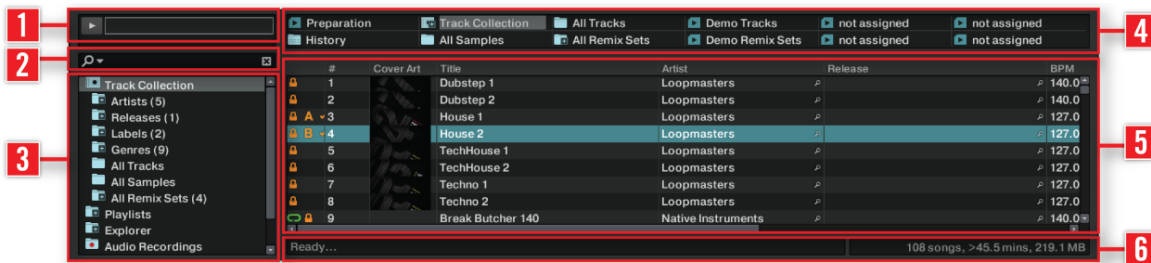 1
2
3
4
5
6
Preparation Track Collection All Tracks Demo Tracks not assigned not assigned
History All Samples All Remix Sets Demo Remix Sets not assigned not assigned
Track Collection
Artists (5)
Releases (1)
Labels (2)
Genres (9)
All Tracks
All Samples
All Remix Sets (4)
Playlists
Explorer
Audio Recordings
# Cover Art Title Artist Release BPM
1 Dubstep 1 Loopmasters 140.0
2 Dubstep 2 Loopmasters 140.0
A 3 House 1 Loopmasters 127.0
B 4 House 2 Loopmasters 127.0
5 TechHouse 1 Loopmasters 127.0
6 TechHouse 2 Loopmasters 127.0
7 Techno 1 Loopmasters 127.0
8 Techno 2 Loopmasters 127.0
9 Break Butcher 140 Native Instruments 140.0
Ready... 108 songs, >45.5 mins, 219.1 MB